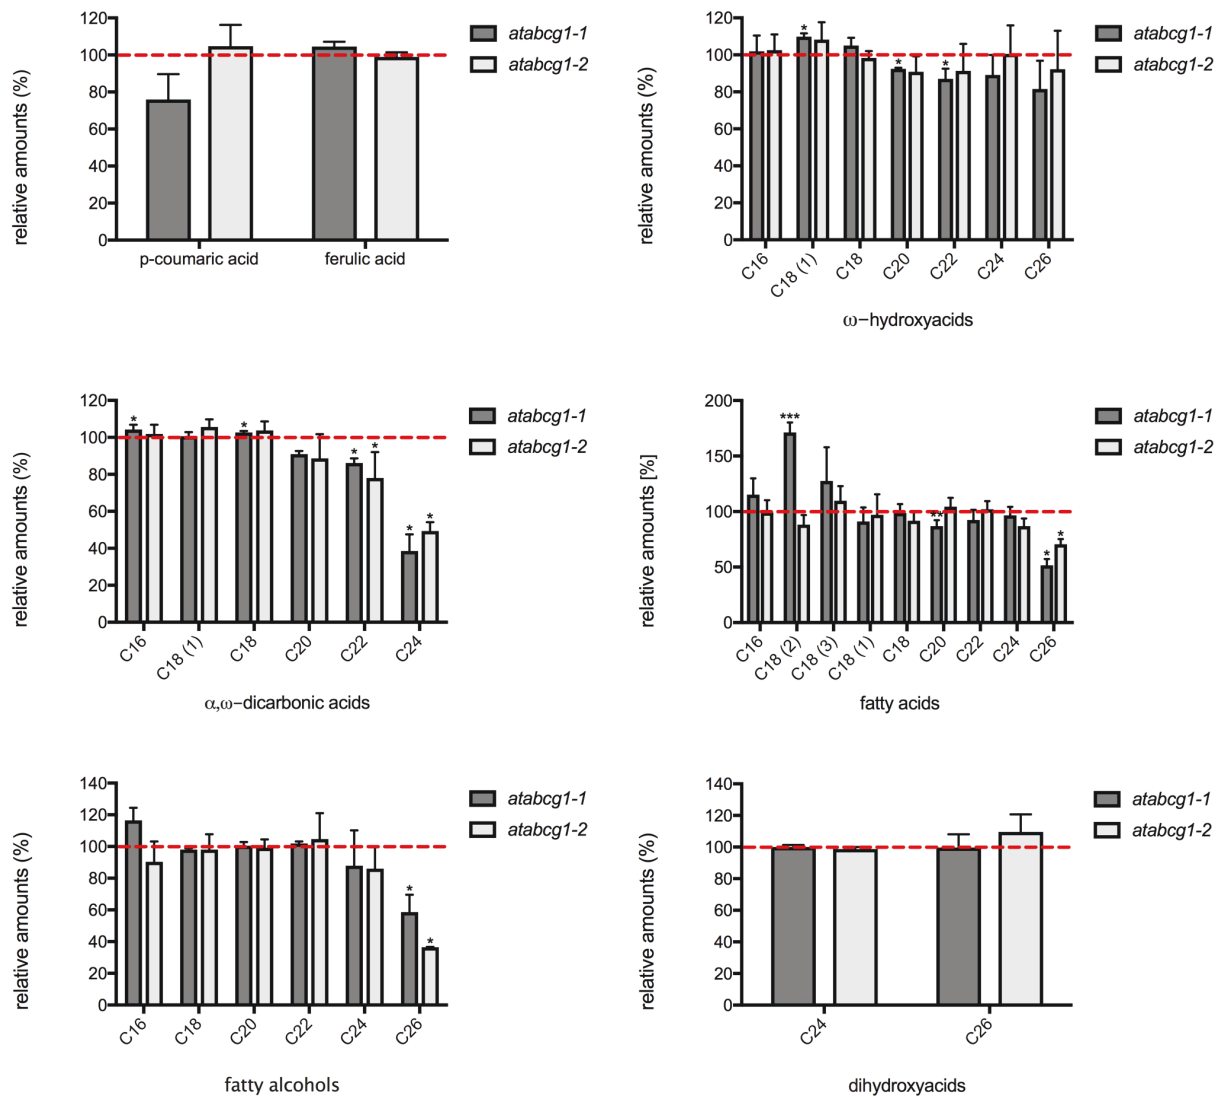 relative amounts (%)
120
100
80
60
40
20
0
p-coumaric acid
ferulic acid
atabcg1-1
atabcg1-2
relative amounts (%)
120
100
80
60
40
20
0
*
*
*
C16
C18 (1)
C18
C20
C22
C24
C26
ω−hydroxyacids
atabcg1-1
atabcg1-2
relative amounts (%)
120
100
80
60
40
20
0
*
*
*
*
*
*
C16
C18 (1)
C18
C20
C22
C24
α,ω−dicarbonic acids
atabcg1-1
atabcg1-2
relative amounts [%]
200
150
100
50
0
***
**
*
*
C16
C18 (2)
C18 (3)
C18 (1)
C18
C20
C22
C24
C26
fatty acids
atabcg1-1
atabcg1-2
relative amounts (%)
140
120
100
80
60
40
20
0
*
*
C16
C18
C20
C22
C24
C26
fatty alcohols
atabcg1-1
atabcg1-2
relative amounts (%)
140
120
100
80
60
40
20
0
C24
C26
dihydroxyacids
atabcg1-1
atabcg1-2